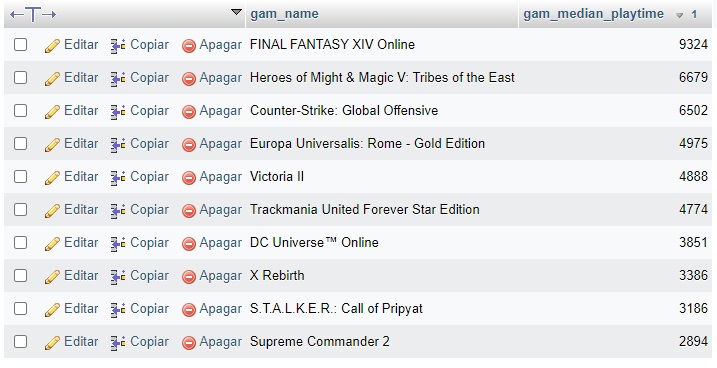 gam_name gam_median_playtime 1
Editar Copiar Apagar FINAL FANTASY XIV Online 9324
Editar Copiar Apagar Heroes of Might & Magic V: Tribes of the East 6679
Editar Copiar Apagar Counter-Strike: Global Offensive 6502
Editar Copiar Apagar Europa Universalis: Rome - Gold Edition 4975
Editar Copiar Apagar Victoria II 4888
Editar Copiar Apagar Trackmania United Forever Star Edition 4774
Editar Copiar Apagar DC Universe™ Online 3851
Editar Copiar Apagar X Rebirth 3386
Editar Copiar Apagar S.T.A.L.K.E.R.: Call of Pripyat 3186
Editar Copiar Apagar Supreme Commander 2 2894